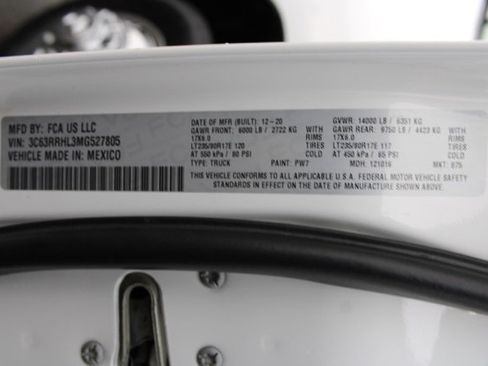 MFD BY: FCA US LLC
VIN: 3C63RRHL3MG527805
VEHICLE MADE IN: MEXICO
DATE OF MFR (BUILT): 12-20 GVWR: 14000 LB / 6351 KG
GAWR FRONT: 6000 LB / 2722 KG WITH GAWR REAR: 9750 LB / 4423 KG WITH
17X6.0 RIMS 17X6.0 RIMS
LT235/80R17E 120 TIRES LT235/80R17E 117 TIRES
AT 550 kPa / 80 PSI COLD AT 450 kPa / 65 PSI COLD
TYPE: TRUCK PAINT: PW7 MDH: 121016 MKT:
THIS VEHICLE CONFORMS TO ALL APPLICABLE U.S.A. FEDERAL MOTOR VEHICLE SAFETY
STANDARDS IN EFFECT ON THE DATE OF MANUFACTURE SHOWN ABOVE.